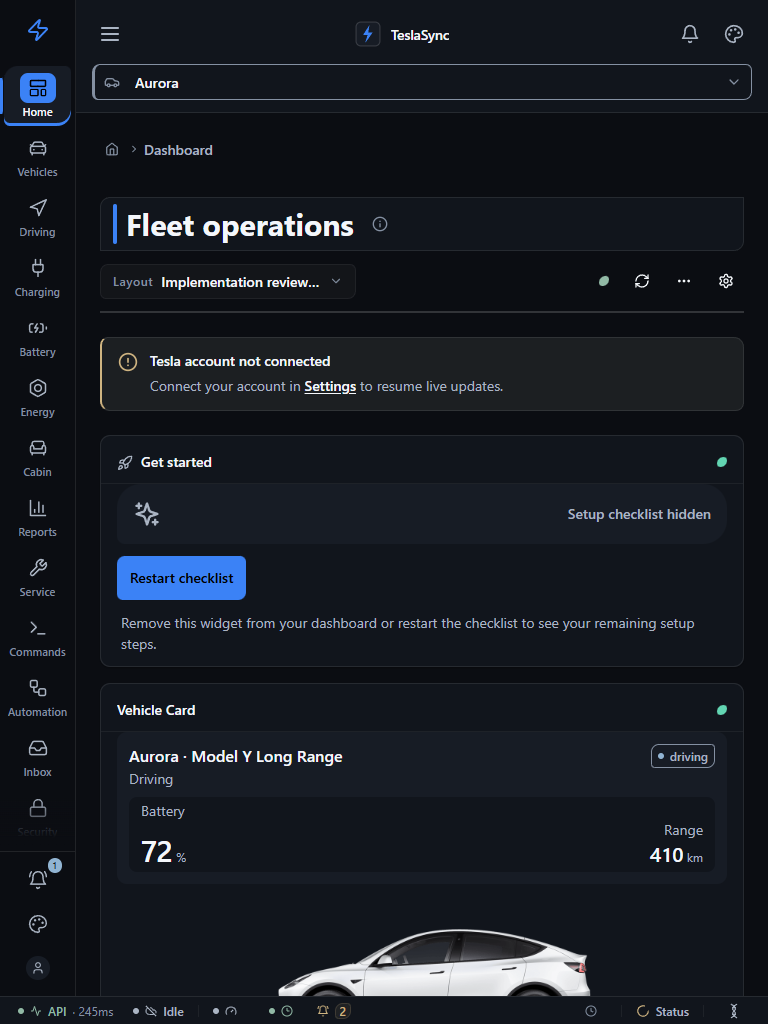 TeslaSync
Aurora
Home
Vehicles
Driving
Charging
Battery
Energy
Cabin
Reports
Service
Commands
Automation
Inbox
Security
1
Dashboard
Fleet operations
Layout Implementation review...
Tesla account not connected
Connect your account in Settings to resume live updates.
Get started
Setup checklist hidden
Restart checklist
Remove this widget from your dashboard or restart the checklist to see your remaining setup
steps.
Vehicle Card
Aurora · Model Y Long Range
driving
Driving
Battery
72 %
Range
410 km
API · 245ms
Idle
2
Status